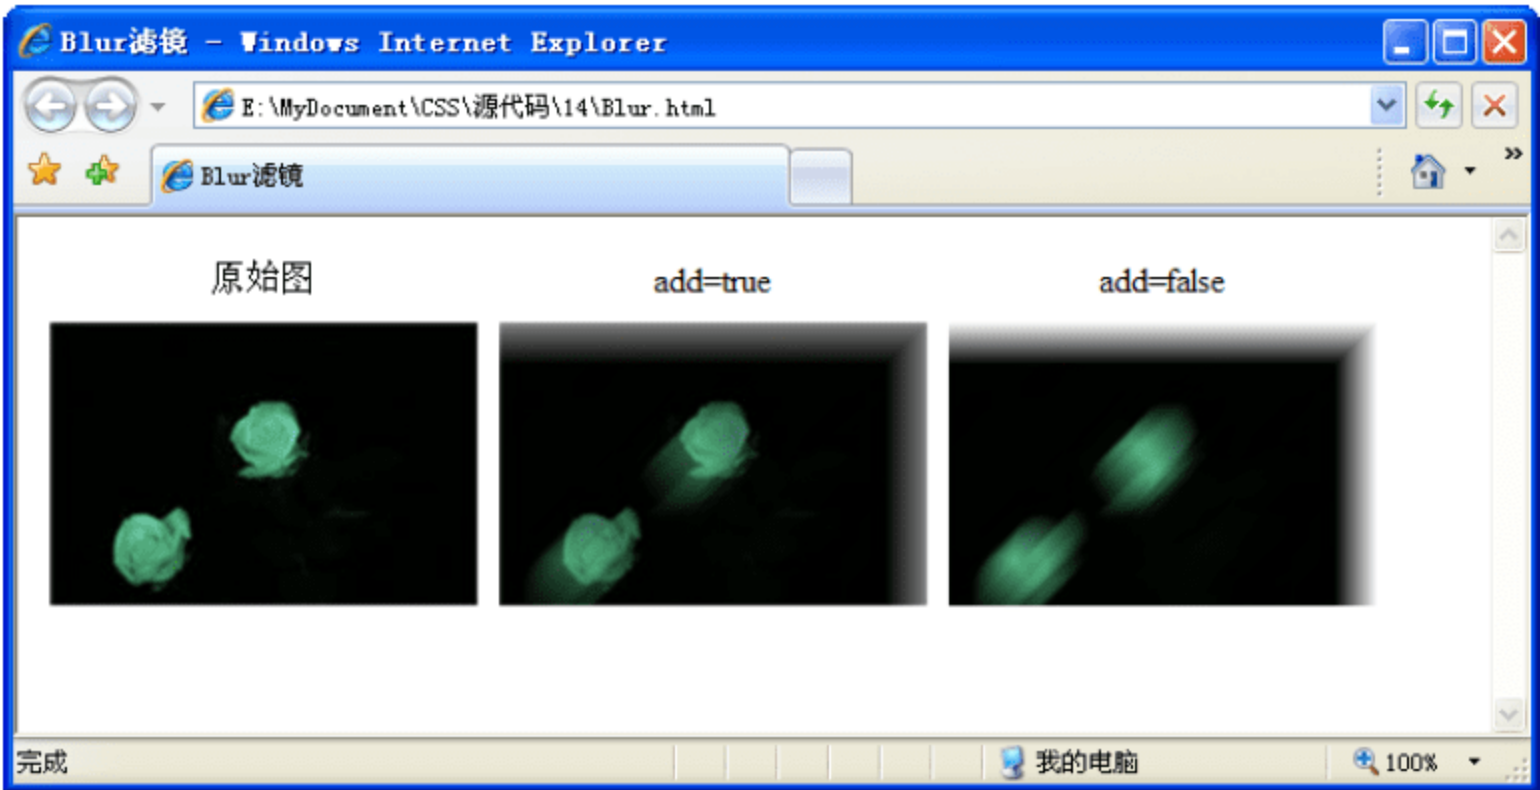 Blur滤镜 - Windows Internet Explorer
E:\MyDocument\CSS\源代码\14\Blur.html
Blur滤镜
原始图
add=true
add=false
完成
我的电脑
100%